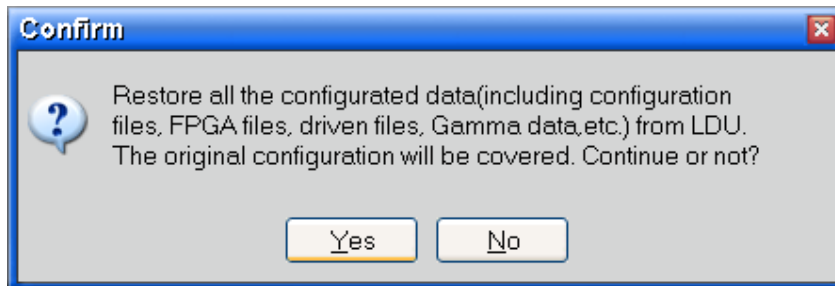 Confirm
Restore all the configurated data(including configuration
files, FPGA files, driven files, Gamma data,etc.) from LDU.
The original configuration will be covered. Continue or not?
Yes
No